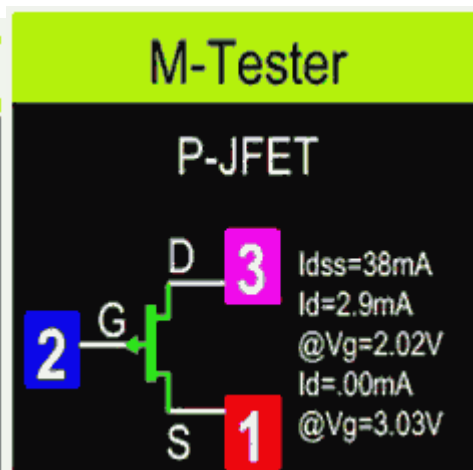 M-Tester
P-JFET
D
3
Idss=38mA
Id=2.9mA
2
G
@Vg=2.02V
Id=.00mA
S
1
@Vg=3.03V